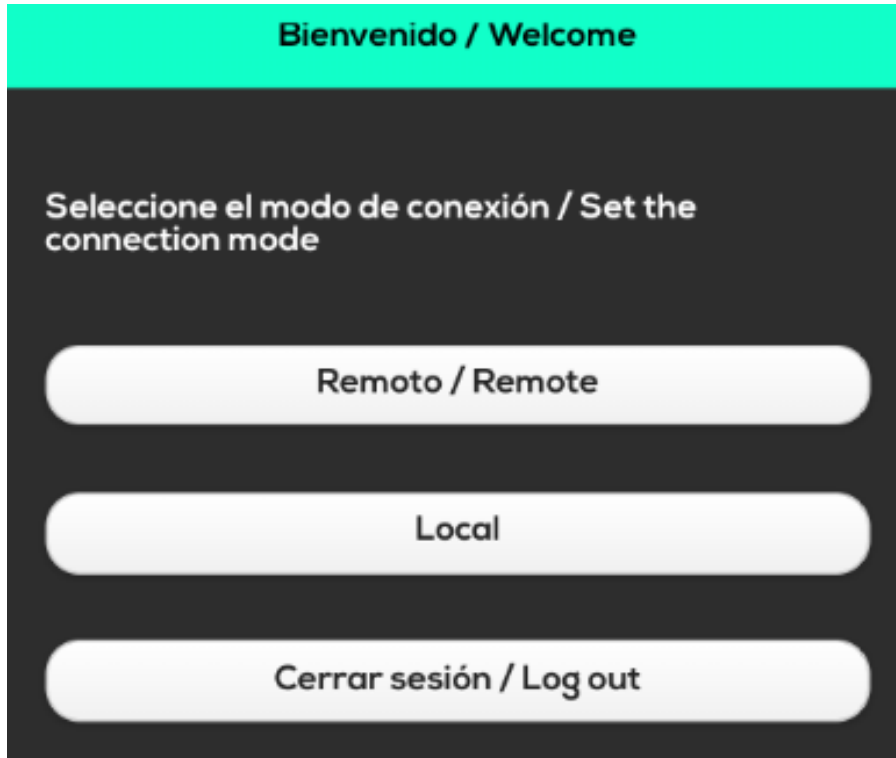 Bienvenido / Welcome
Seleccione el modo de conexión / Set the
connection mode
Remoto / Remote
Local
Cerrar sesión / Log out